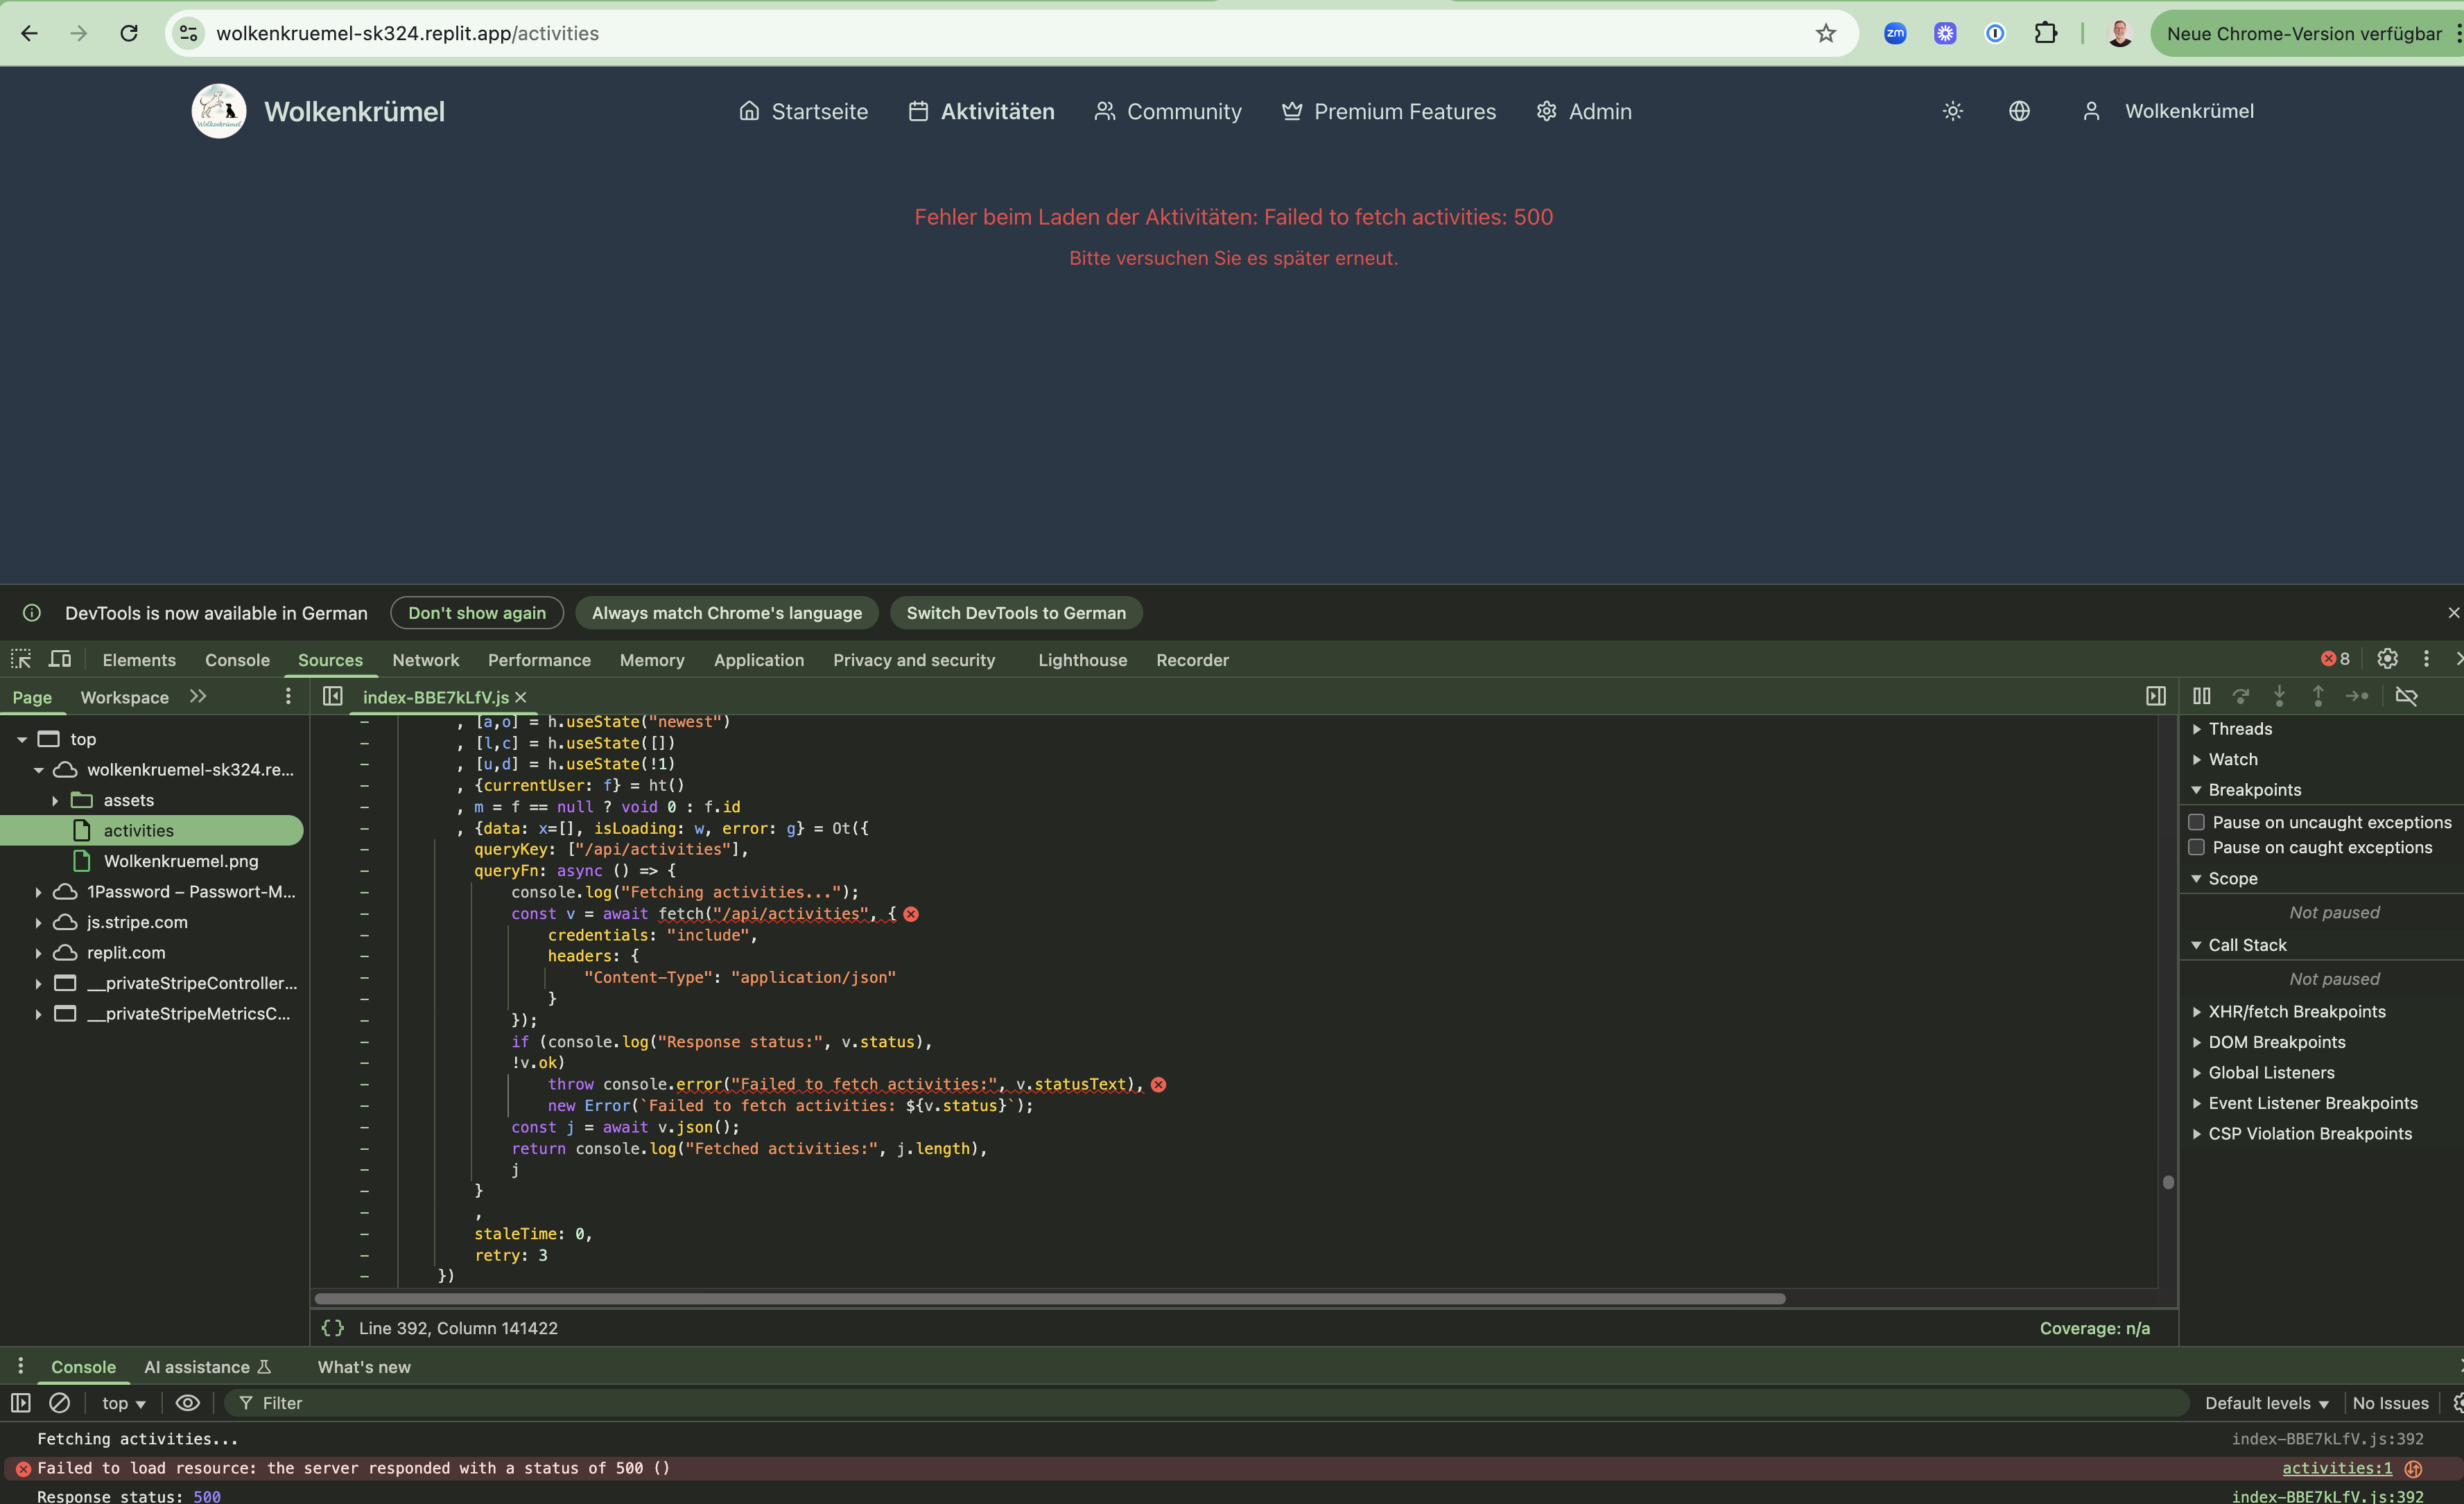 wolkenkruemel-sk324.replit.app/activities
zm
Neue Chrome-Version verfügbar
Wolkenkrümel
Wolkenkrümel
Startseite
Aktivitäten
Community
Premium Features
Admin
Wolkenkrümel
Fehler beim Laden der Aktivitäten: Failed to fetch activities: 500
Bitte versuchen Sie es später erneut.
DevTools is now available in German
Don't show again
Always match Chrome's language
Switch DevTools to German
Elements
Console
Sources
Network
Performance
Memory
Application
Privacy and security
Lighthouse
Recorder
8
Page
Workspace
index-BBE7kLfV.js
top
wolkenkruemel-sk324.re...
assets
activities
Wolkenkruemel.png
1Password – Passwort-M...
js.stripe.com
replit.com
__privateStripeController...
__privateStripeMetricsC...
, [a,o] = h.useState("newest")
, [l,c] = h.useState([])
, [u,d] = h.useState(!1)
, {currentUser: f} = ht()
, m = f == null ? void 0 : f.id
, {data: x=[], isLoading: w, error: g} = Ot({
queryKey: ["/api/activities"],
queryFn: async () => {
console.log("Fetching activities...");
const v = await fetch("/api/activities", {
credentials: "include",
headers: {
"Content-Type": "application/json"
}
});
if (console.log("Response status:", v.status),
!v.ok)
throw console.error("Failed to fetch activities:", v.statusText),
new Error(`Failed to fetch activities: ${v.status}`);
const j = await v.json();
return console.log("Fetched activities:", j.length),
j
}
,
staleTime: 0,
retry: 3
})
{ } Line 392, Column 141422
Coverage: n/a
Threads
Watch
Breakpoints
Pause on uncaught exceptions
Pause on caught exceptions
Scope
Not paused
Call Stack
Not paused
XHR/fetch Breakpoints
DOM Breakpoints
Global Listeners
Event Listener Breakpoints
CSP Violation Breakpoints
Console
AI assistance
What's new
top
Filter
Default levels
No Issues
Fetching activities...
index-BBE7kLfV.js:392
Failed to load resource: the server responded with a status of 500 ()
activities:1
Response status: 500
index-BBE7kLfV.js:392